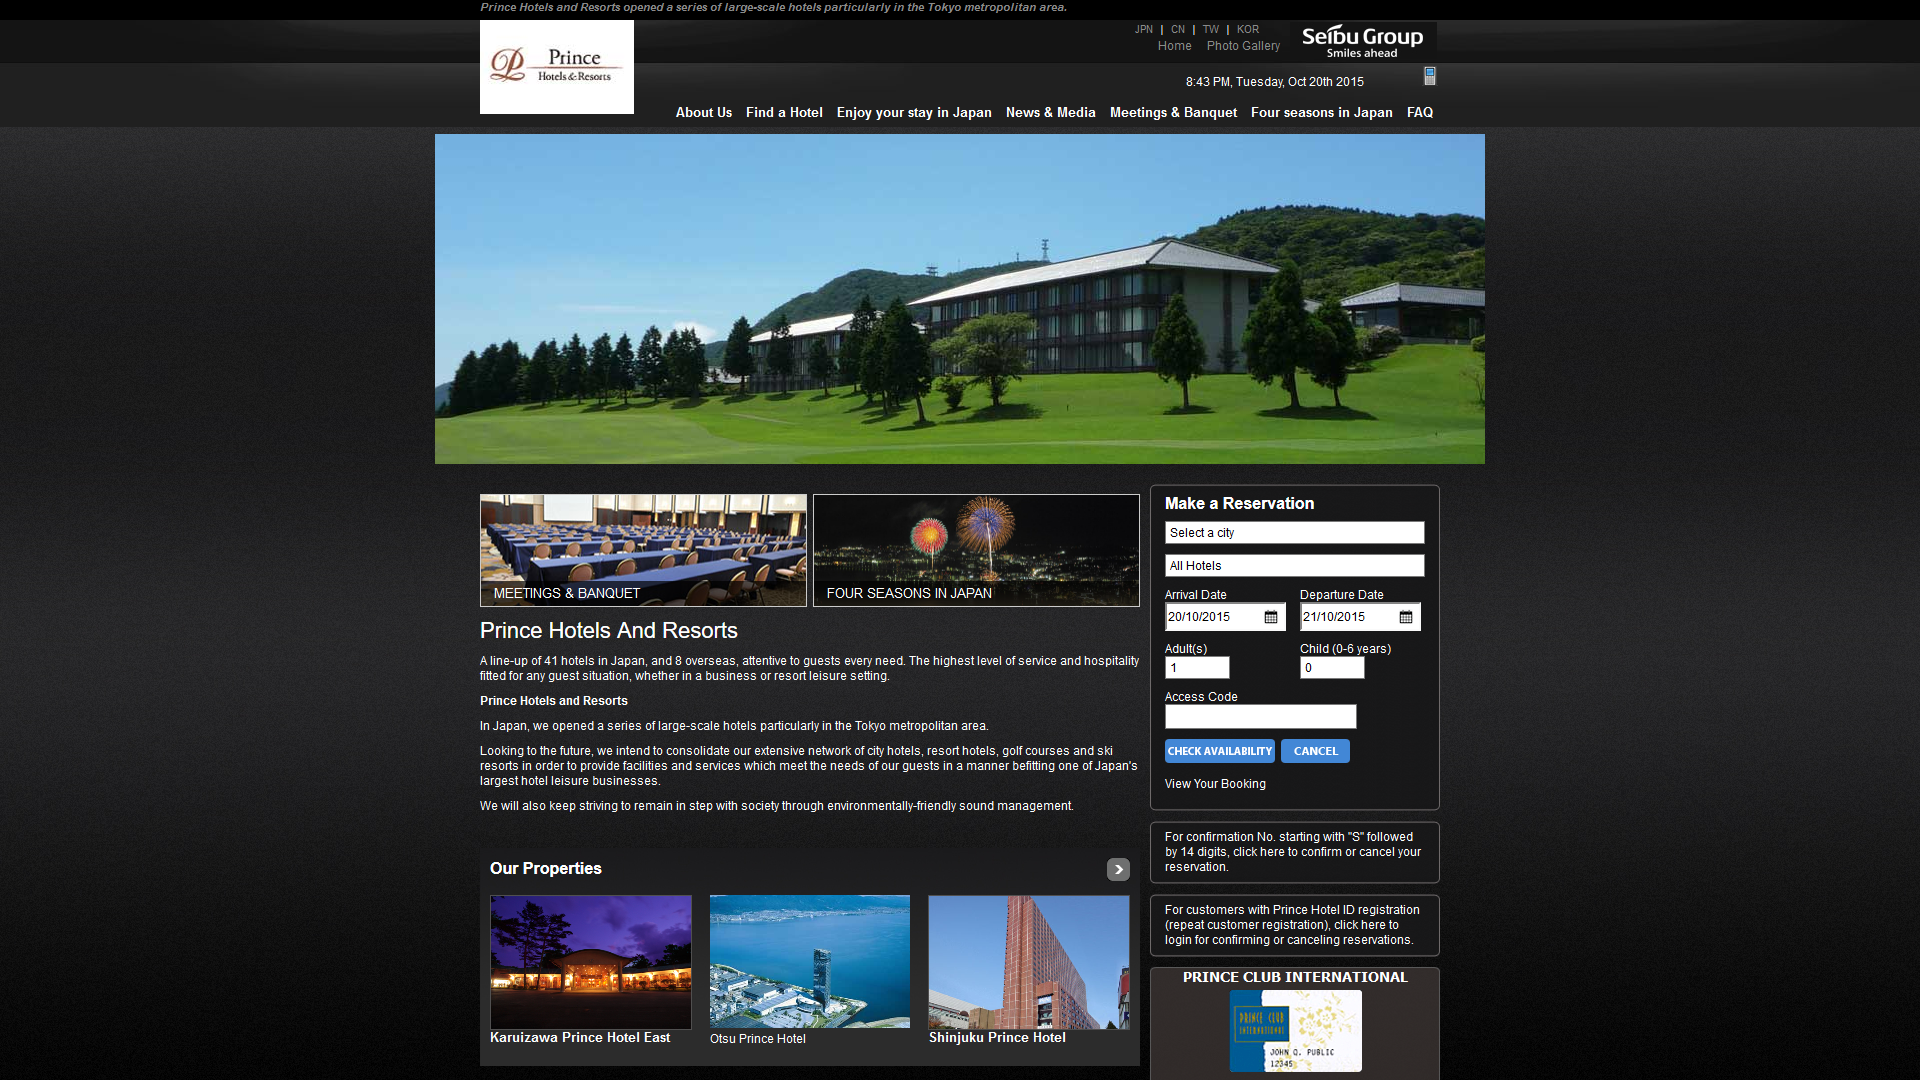 Prince Hotels and Resorts opened a series of large-scale hotels particularly in the Tokyo metropolitan area.
Prince
Hotels & Resorts
JPN | CN | TW | KOR
Home Photo Gallery
Seibu Group
Smiles ahead
8:43 PM, Tuesday, Oct 20th 2015
About Us Find a Hotel Enjoy your stay in Japan News & Media Meetings & Banquet Four seasons in Japan FAQ
MEETINGS & BANQUET
FOUR SEASONS IN JAPAN
Prince Hotels And Resorts
A line-up of 41 hotels in Japan, and 8 overseas, attentive to guests every need. The highest level of service and hospitality
fitted for any guest situation, whether in a business or resort leisure setting.
Prince Hotels and Resorts
In Japan, we opened a series of large-scale hotels particularly in the Tokyo metropolitan area.
Looking to the future, we intend to consolidate our extensive network of city hotels, resort hotels, golf courses and ski
resorts in order to provide facilities and services which meet the needs of our guests in a manner befitting one of Japan's
largest hotel leisure businesses.
We will also keep striving to remain in step with society through environmentally-friendly sound management.
Our Properties
Karuizawa Prince Hotel East
Otsu Prince Hotel
Shinjuku Prince Hotel
Make a Reservation
Select a city
All Hotels
Arrival Date Departure Date
20/10/2015 21/10/2015
Adult(s) Child (0-6 years)
1 0
Access Code
CHECK AVAILABILITY CANCEL
View Your Booking
For confirmation No. starting with "S" followed
by 14 digits, click here to confirm or cancel your
reservation.
For customers with Prince Hotel ID registration
(repeat customer registration), click here to
login for confirming or canceling reservations.
PRINCE CLUB INTERNATIONAL
PRINCE CLUB
INTERNATIONAL
JOHN Q. PUBLIC
12345